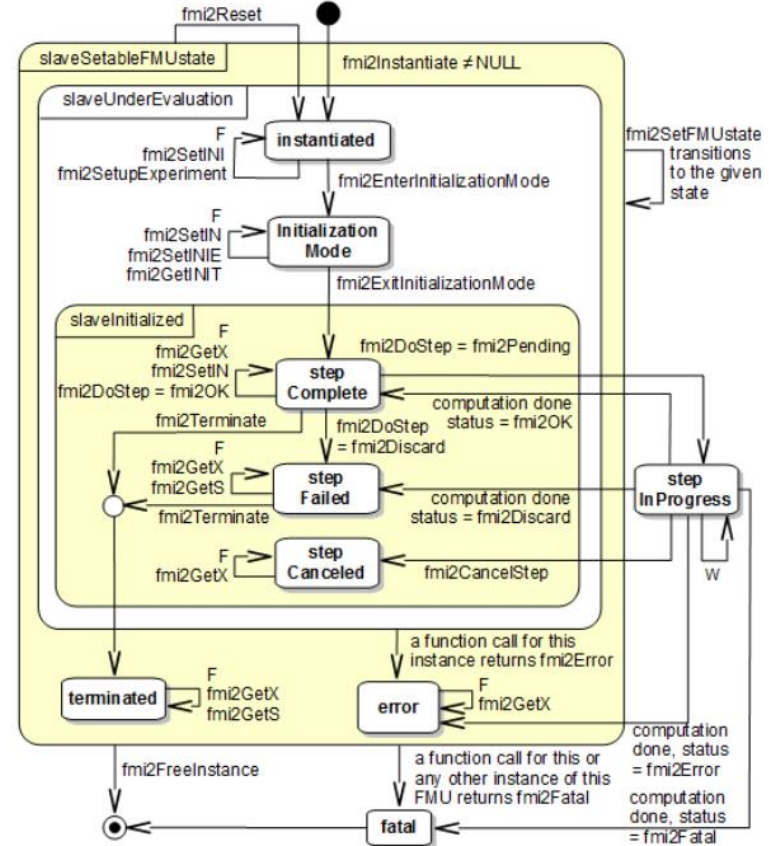 fmi2Reset
slaveSetableFMUstate
fmi2Instantiate ≠ NULL
slaveUnderEvaluation
F
fmi2SetINI
fmi2SetupExperiment
instantiated
fmi2SetFMUstate
transitions
to the given
state
fmi2EnterInitializationMode
F
fmi2SetIN
fmi2SetINIE
fmi2GetINIT
Initialization
Mode
fmi2ExitInitializationMode
slaveInitialized
F
fmi2GetX
fmi2SetIN
fmi2DoStep = fmi2OK
fmi2DoStep = fmi2Pending
step
Complete
computation done
status = fmi2OK
fmi2Terminate
fmi2DoStep
= fmi2Discard
F
fmi2GetX
fmi2GetS
step
Failed
step
InProgress
computation done
status = fmi2Discard
fmi2Terminate
F
fmi2GetX
step
Canceled
fmi2CancelStep
W
a function call for this
instance returns fmi2Error
terminated
F
fmi2GetX
fmi2GetS
error
F
fmi2GetX
computation
done, status
= fmi2Error
fmi2FreeInstance
a function call for this or
any other instance of this
FMU returns fmi2Fatal
computation
done, status
= fmi2Fatal
fatal